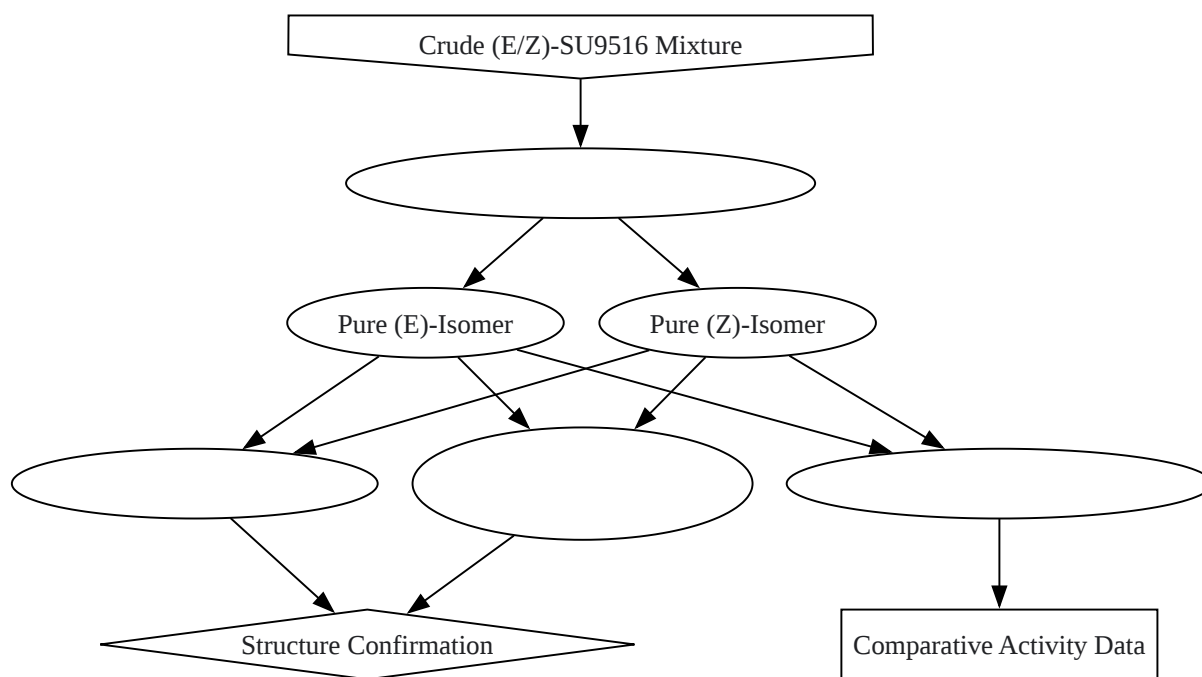 Crude (E/Z)-SU9516 Mixture
Pure (E)-Isomer
Pure (Z)-Isomer
Structure Confirmation
Comparative Activity Data